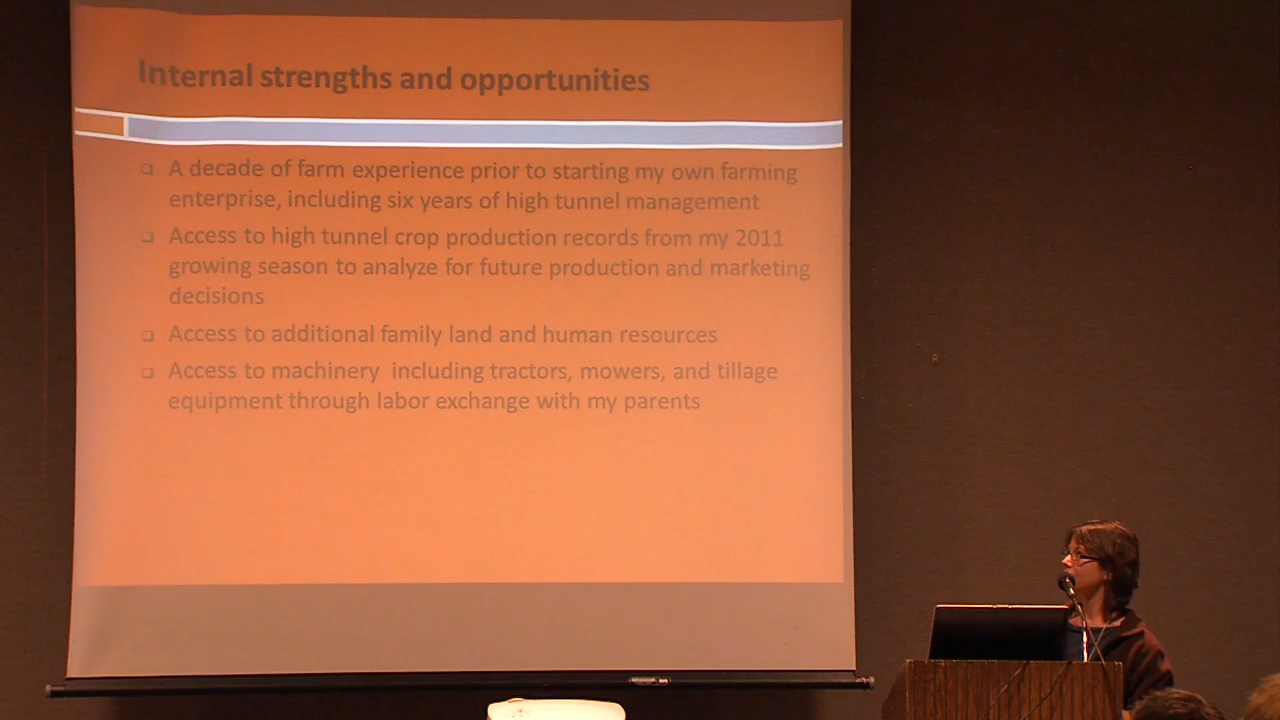 Internal strengths and opportunities
❑ A decade of farm experience prior to starting my own farming
enterprise, including six years of high tunnel management
❑ Access to high tunnel crop production records from my 2011
growing season to analyze for future production and marketing
decisions
❑ Access to additional family land and human resources
❑ Access to machinery including tractors, mowers, and tillage
equipment through labor exchange with my parents